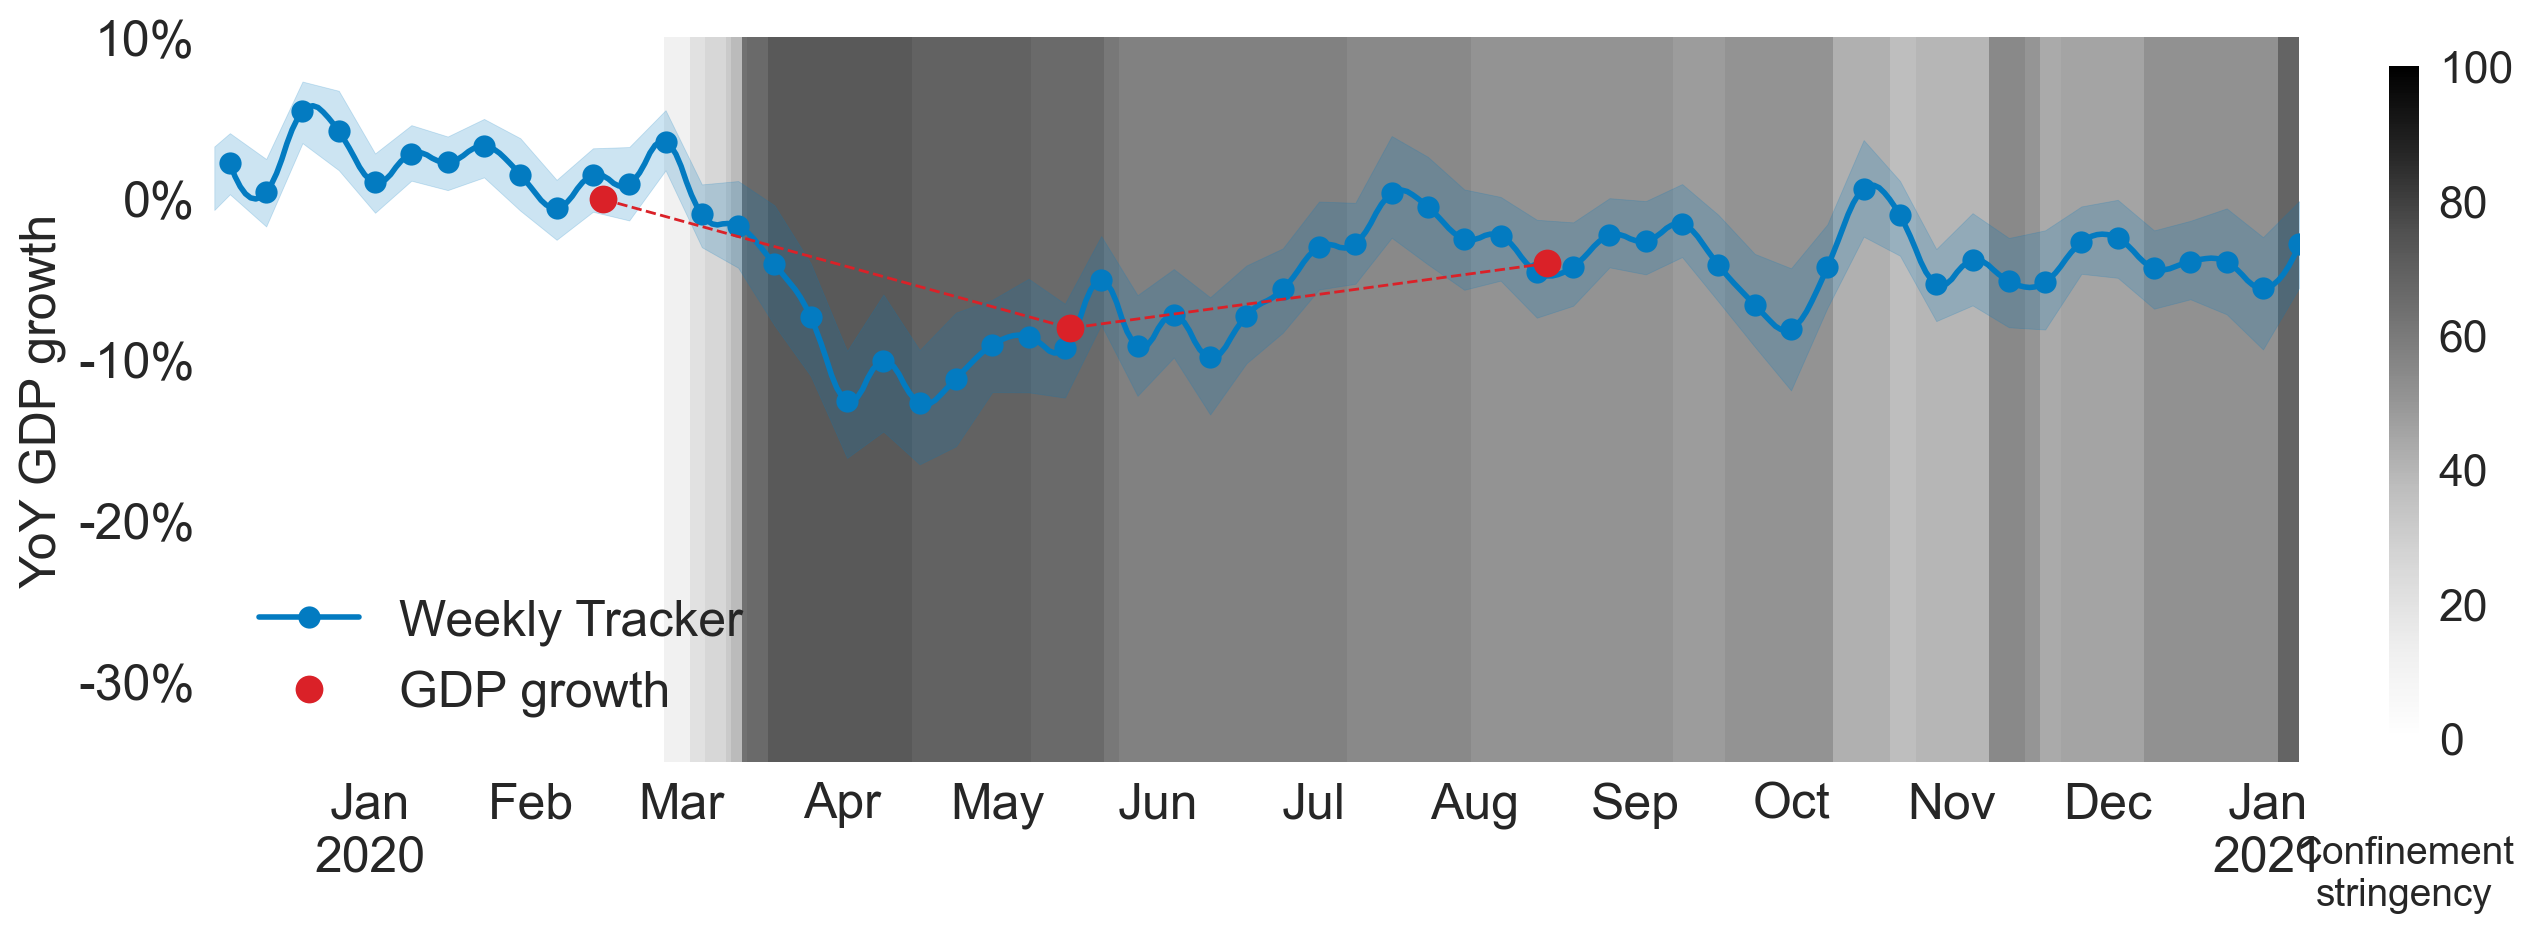 10%
0%
-10%
-20%
-30%
YoY GDP growth
Weekly Tracker
GDP growth
Jan Feb Mar Apr May Jun Jul Aug Sep Oct Nov Dec Jan
2020 2021
100
80
60
40
20
0
Confinement
stringency